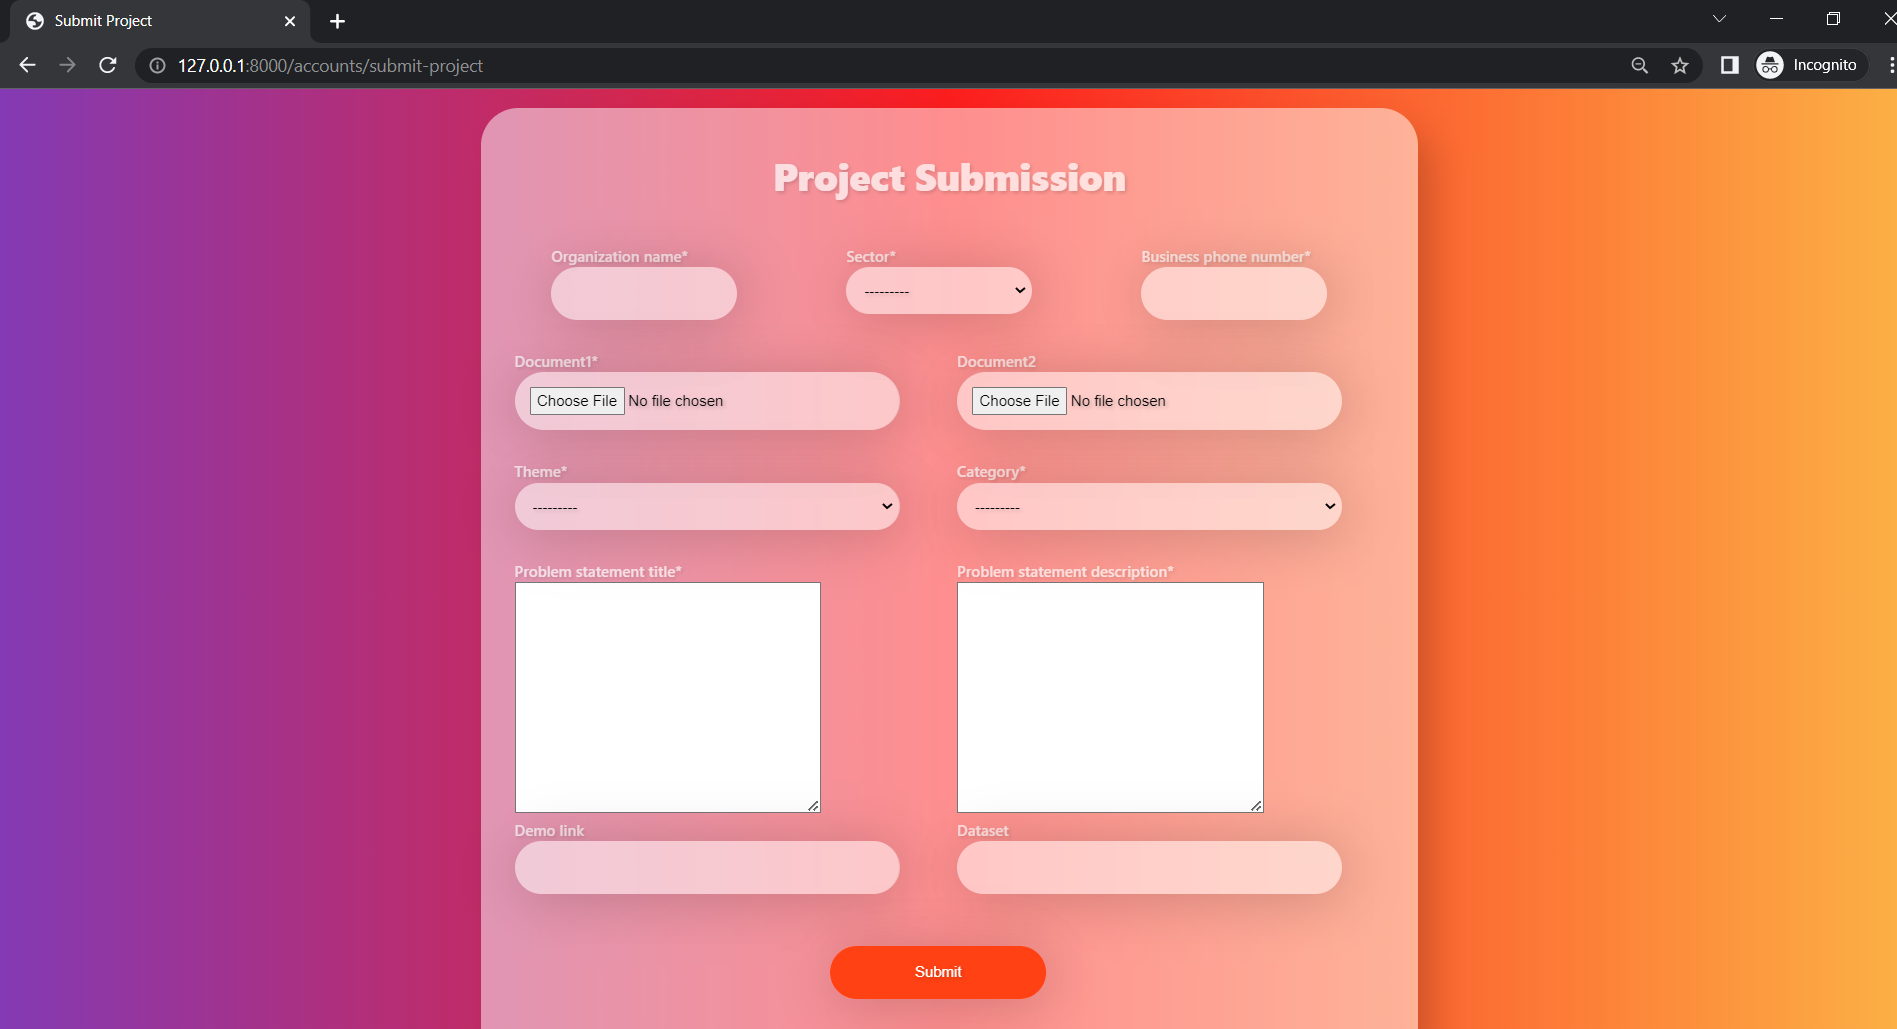 Submit Project
127.0.0.1:8000/accounts/submit-project
Incognito
Project Submission
Organization name* Sector* Business phone number*
---------
Document1* Document2
Choose File No file chosen Choose File No file chosen
Theme* Category*
--------- ---------
Problem statement title* Problem statement description*
Demo link Dataset
Submit